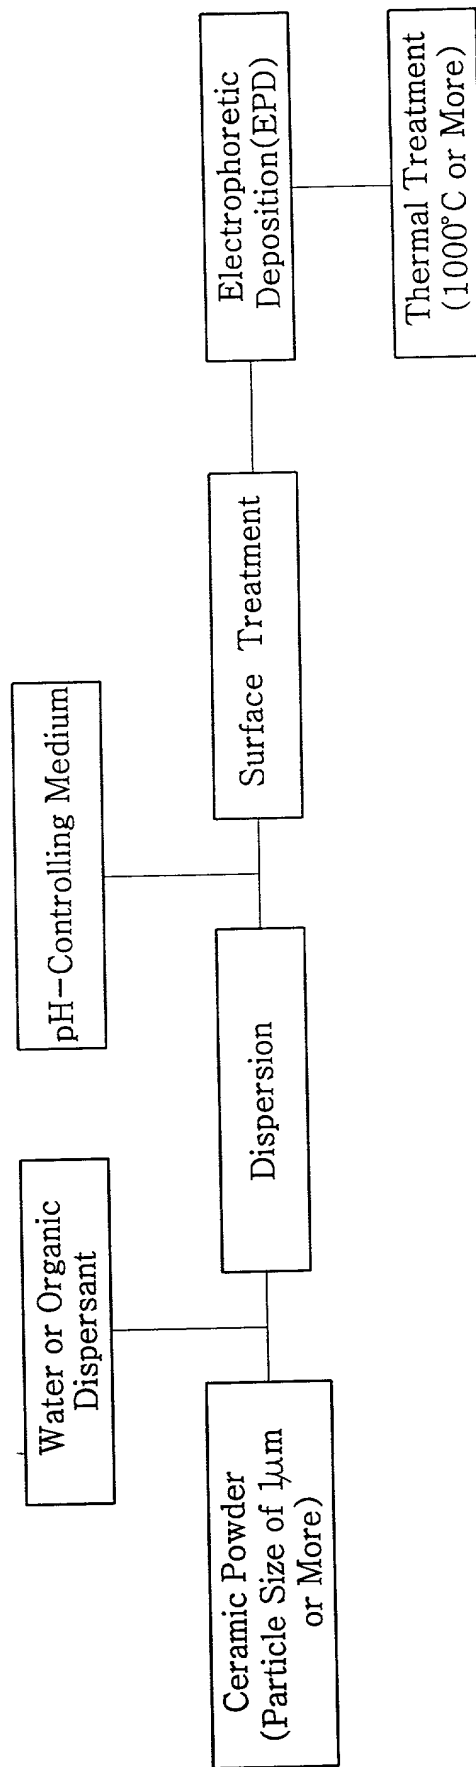 Water or Organic
Dispersant
pH-Controlling Medium
Ceramic Powder
(Particle Size of 1μm
or More)
Dispersion
Surface Treatment
Electrophoretic
Deposition(EPD)
Thermal Treatment
(1000°C or More)